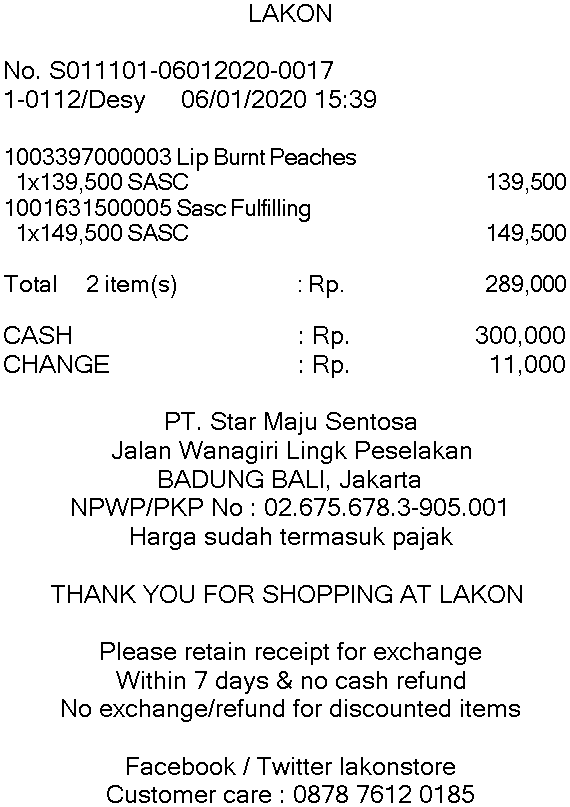 LAKON
No. S011101-06012020-0017
1-0112/Desy 06/01/2020 15:39
1003397000003 Lip Burnt Peaches
1x139,500 SASC 139,500
1001631500005 Sasc Fulfilling
1x149,500 SASC 149,500
Total 2 item(s) : Rp. 289,000
CASH : Rp. 300,000
CHANGE : Rp. 11,000
PT. Star Maju Sentosa
Jalan Wanagiri Lingk Peselakan
BADUNG BALI, Jakarta
NPWP/PKP No : 02.675.678.3-905.001
Harga sudah termasuk pajak
THANK YOU FOR SHOPPING AT LAKON
Please retain receipt for exchange
Within 7 days & no cash refund
No exchange/refund for discounted items
Facebook / Twitter lakonstore
Customer care : 0878 7612 0185